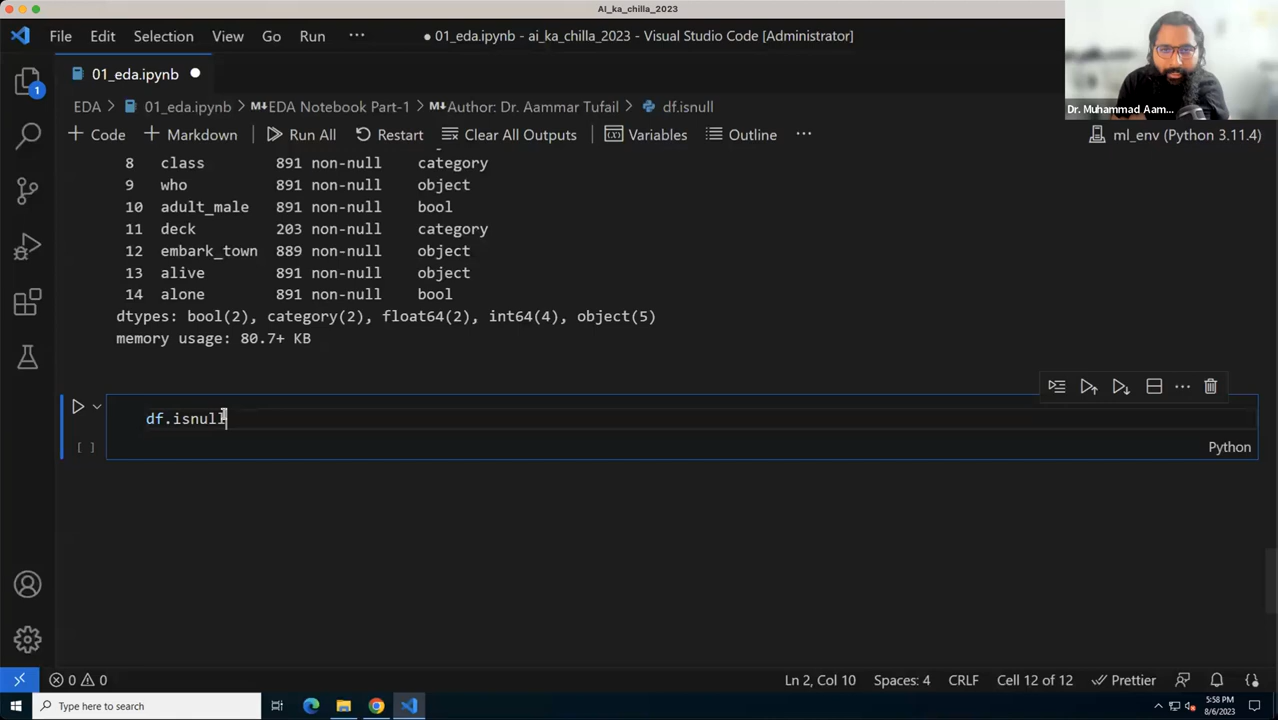 AI_ka_chilla_2023
File Edit Selection View Go Run ···
● 01_eda.ipynb - ai_ka_chilla_2023 - Visual Studio Code [Administrator]
01_eda.ipynb
EDA > 01_eda.ipynb > M↓EDA Notebook Part-1 > M↓Author: Dr. Aammar Tufail > df.isnull
+ Code + Markdown Run All Restart Clear All Outputs Variables Outline ··· ml_env (Python 3.11.4)
Dr. Muhammad Aam...
1
8 class 891 non-null category
9 who 891 non-null object
10 adult_male 891 non-null bool
11 deck 203 non-null category
12 embark_town 889 non-null object
13 alive 891 non-null object
14 alone 891 non-null bool
dtypes: bool(2), category(2), float64(2), int64(4), object(5)
memory usage: 80.7+ KB
df.isnull
[ ]
Python
0 0 Ln 2, Col 10 Spaces: 4 CRLF Cell 12 of 12 Prettier
Type here to search
5:58 PM
8/6/2023